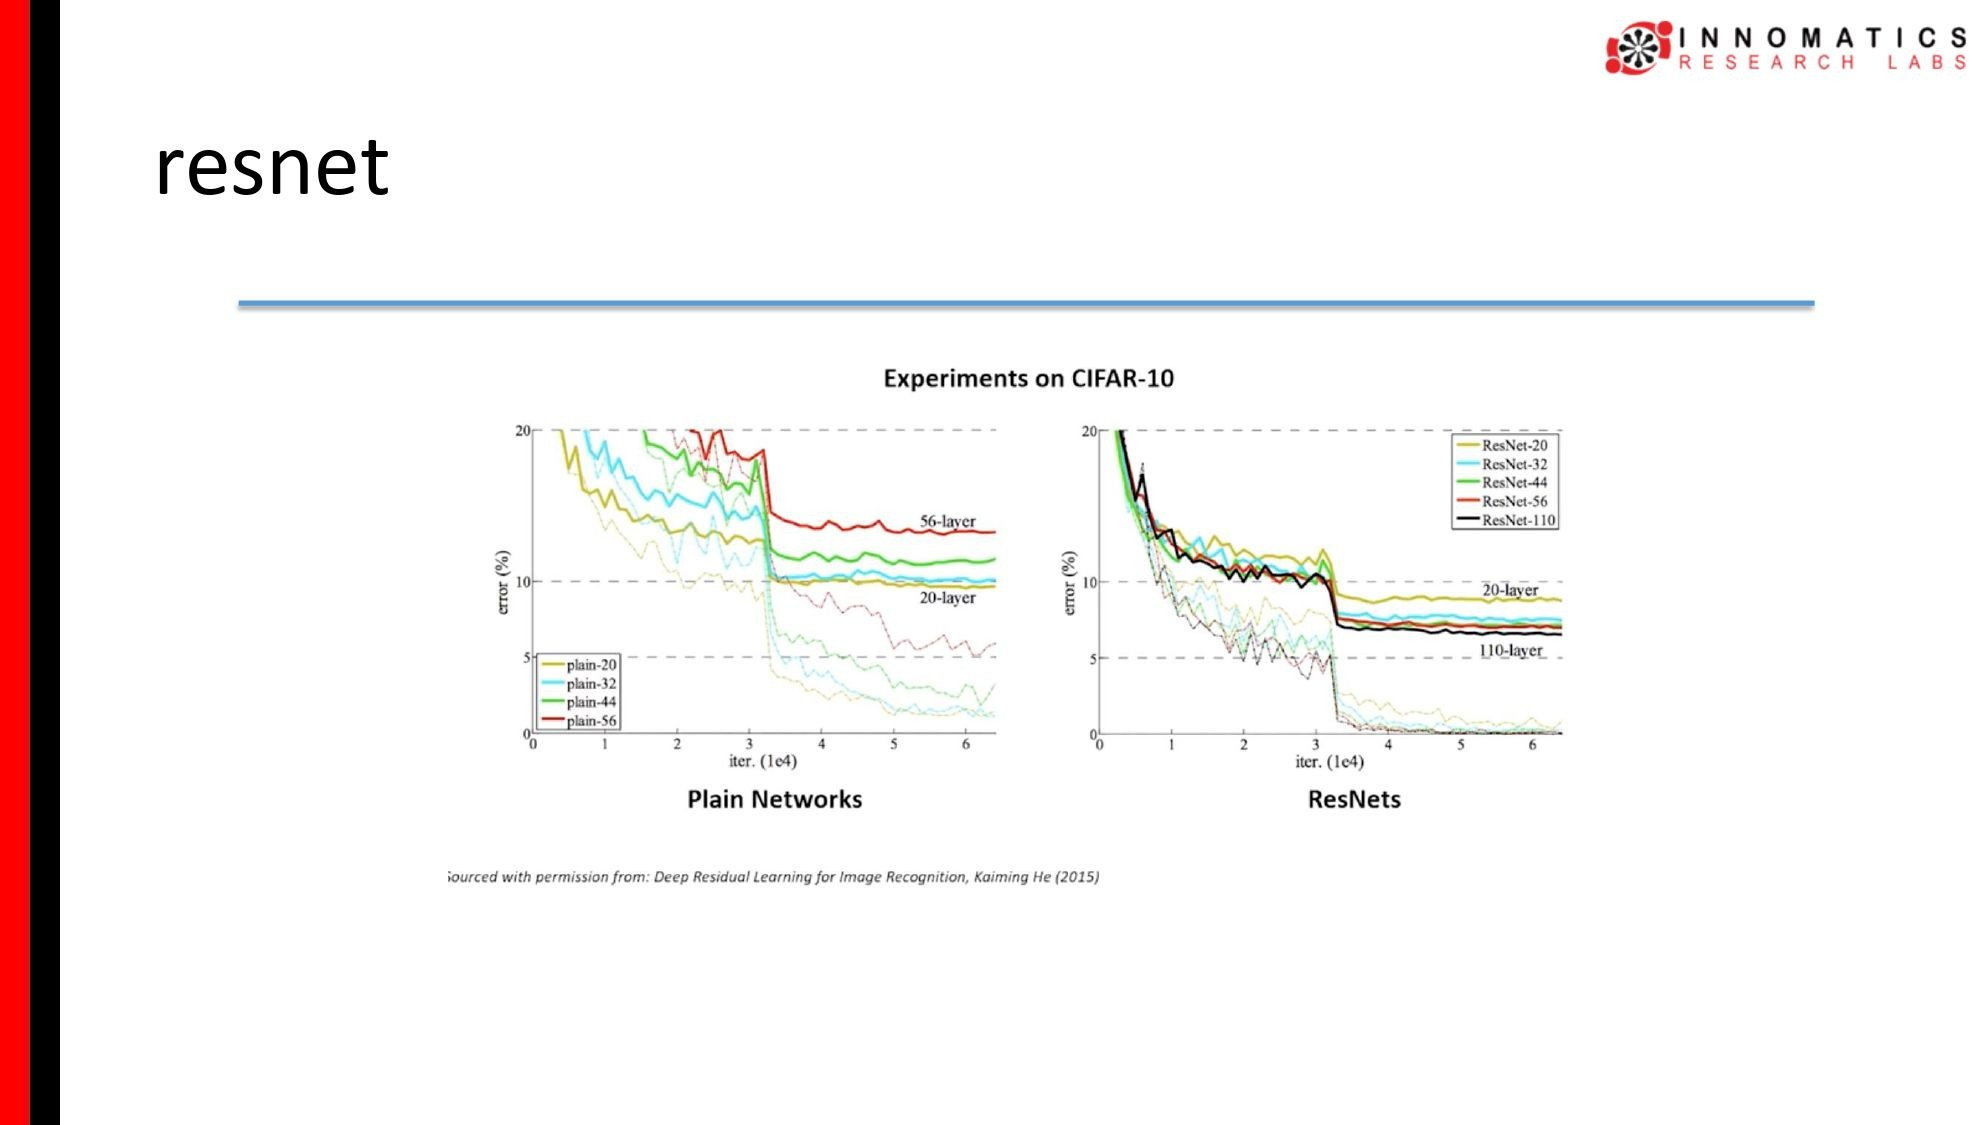 INNOMATICS
RESEARCH LABS
resnet
Experiments on CIFAR-10
20
10
5
0
error (%)
56-layer
20-layer
plain-20
plain-32
plain-44
plain-56
0 1 2 3 4 5 6
iter. (1e4)
Plain Networks
20
10
5
0
error (%)
ResNet-20
ResNet-32
ResNet-44
ResNet-56
ResNet-110
20-layer
110-layer
0 1 2 3 4 5 6
iter. (1e4)
ResNets
Sourced with permission from: Deep Residual Learning for Image Recognition, Kaiming He (2015)